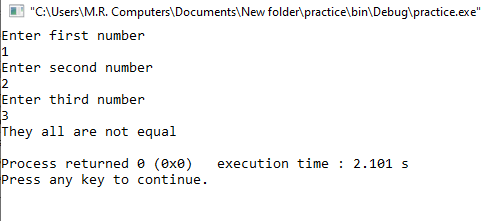 "C:\Users\M.R. Computers\Documents\New folder\practice\bin\Debug\practice.exe"
Enter first number
1
Enter second number
2
Enter third number
3
They all are not equal
Process returned 0 (0x0)   execution time : 2.101 s
Press any key to continue.